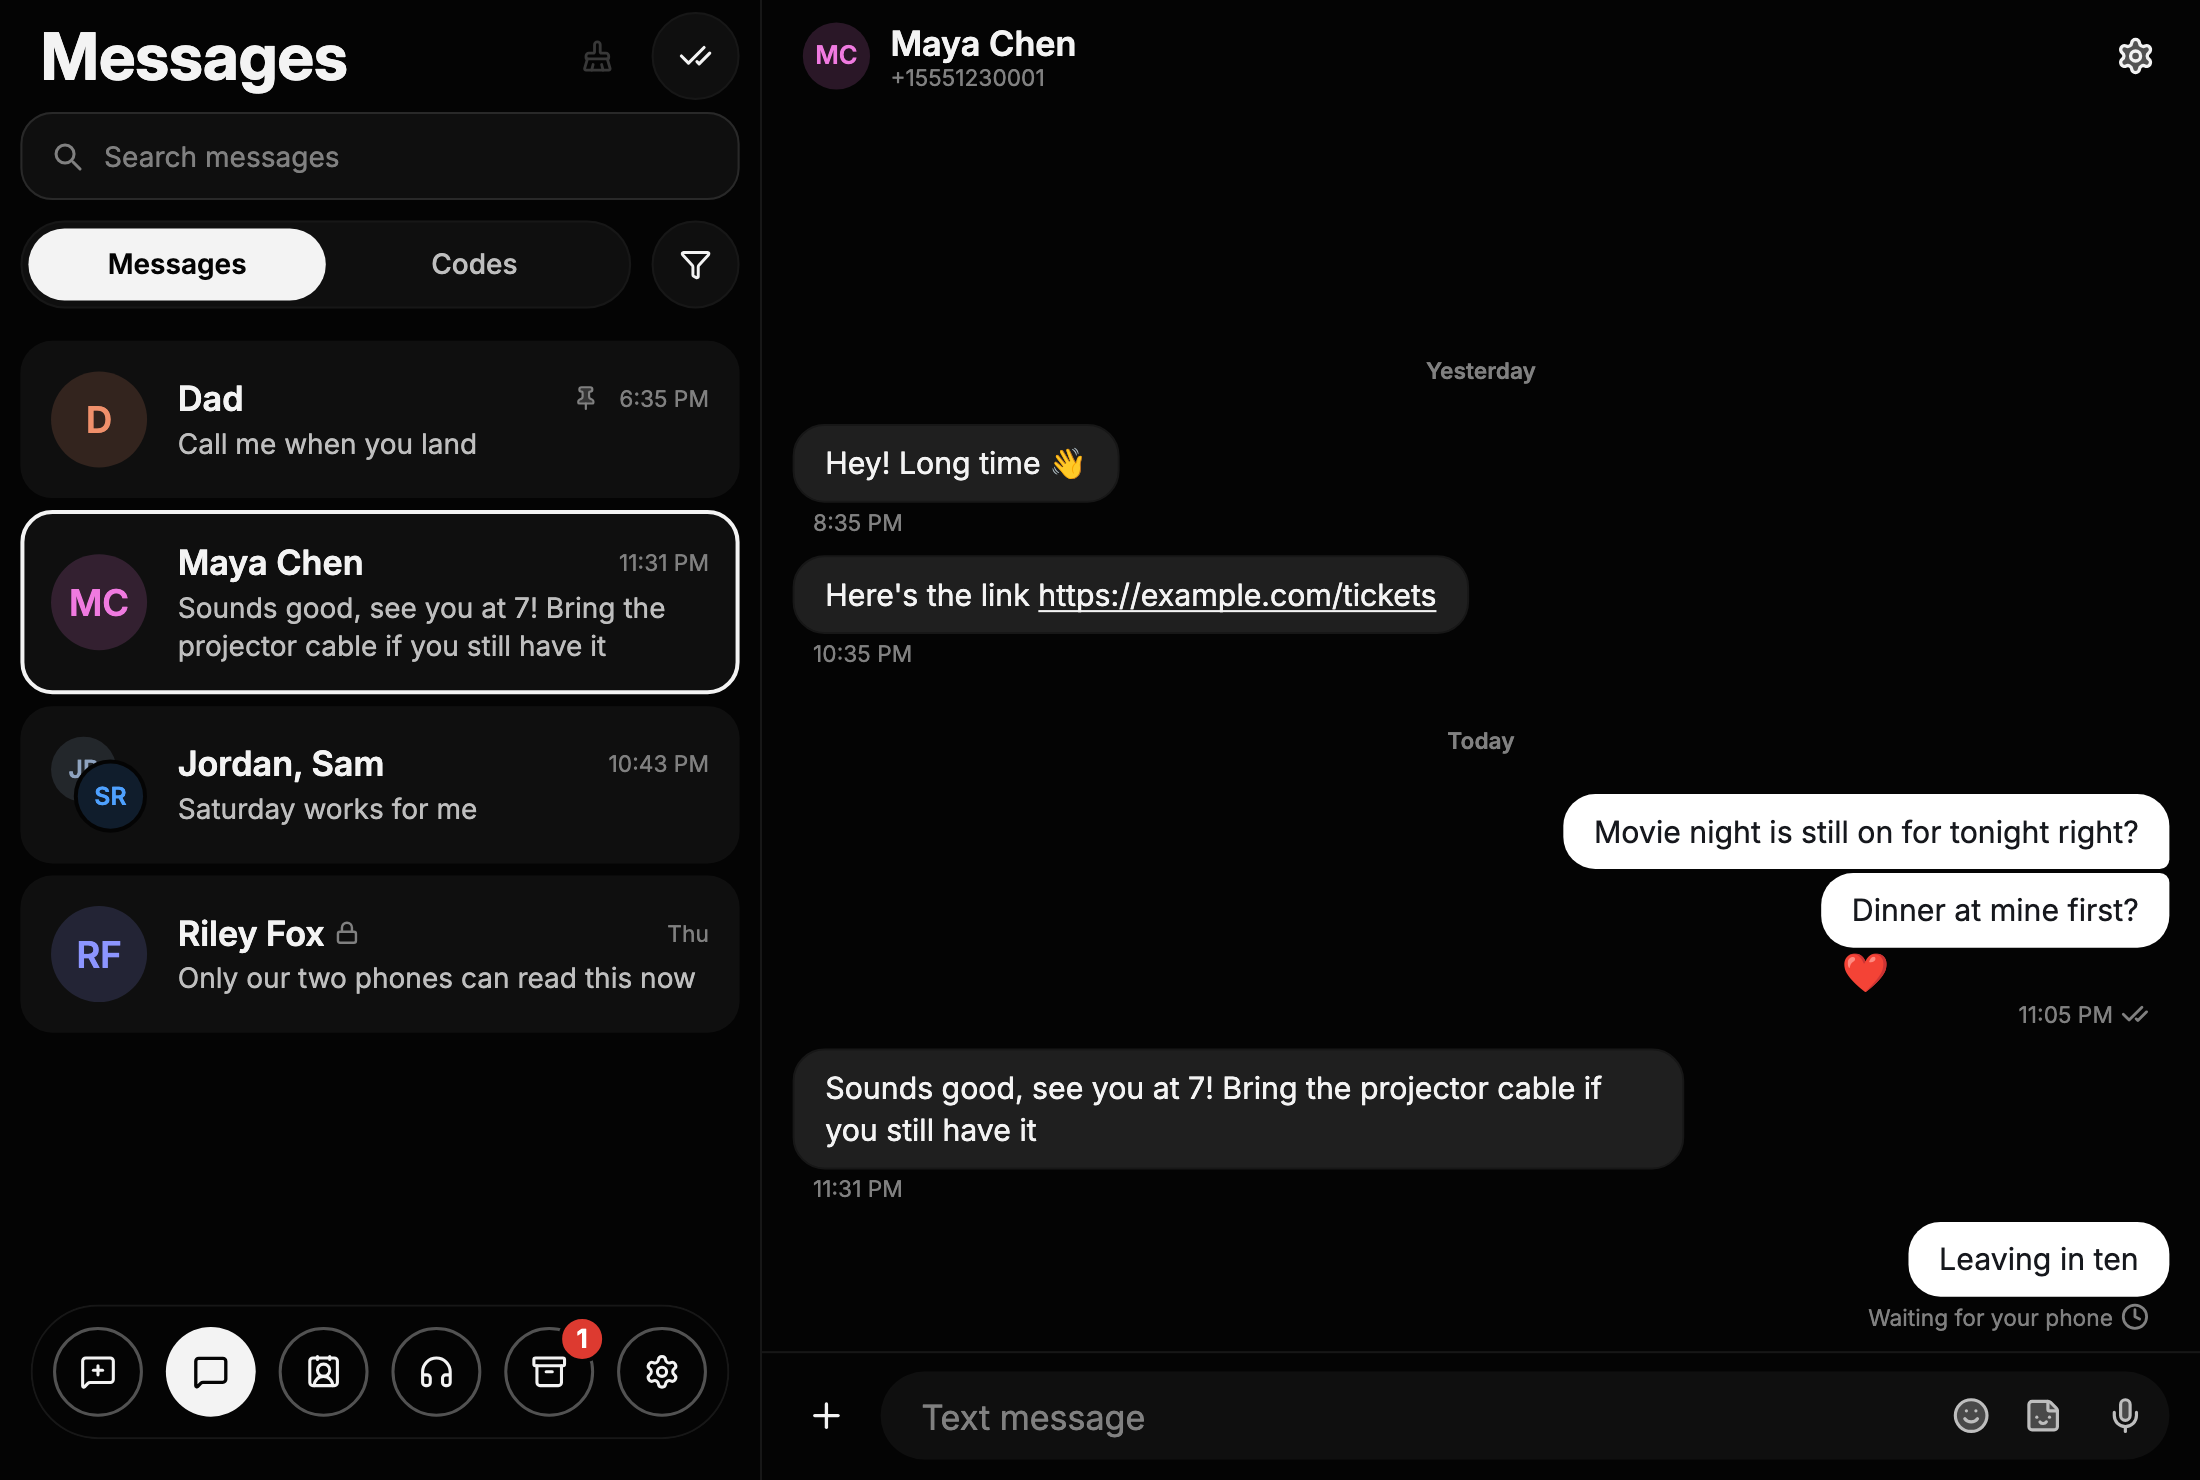 Messages
Search messages
Messages
Codes
D
Dad
6:35 PM
Call me when you land
MC
Maya Chen
11:31 PM
Sounds good, see you at 7! Bring the
projector cable if you still have it
SR
Jordan, Sam
10:43 PM
Saturday works for me
RF
Riley Fox
Thu
Only our two phones can read this now
1
MC
Maya Chen
+15551230001
Yesterday
Hey! Long time 👋
8:35 PM
Here's the link https://example.com/tickets
10:35 PM
Today
Movie night is still on for tonight right?
Dinner at mine first?
❤️
11:05 PM
Sounds good, see you at 7! Bring the projector cable if
you still have it
11:31 PM
Leaving in ten
Waiting for your phone
Text message